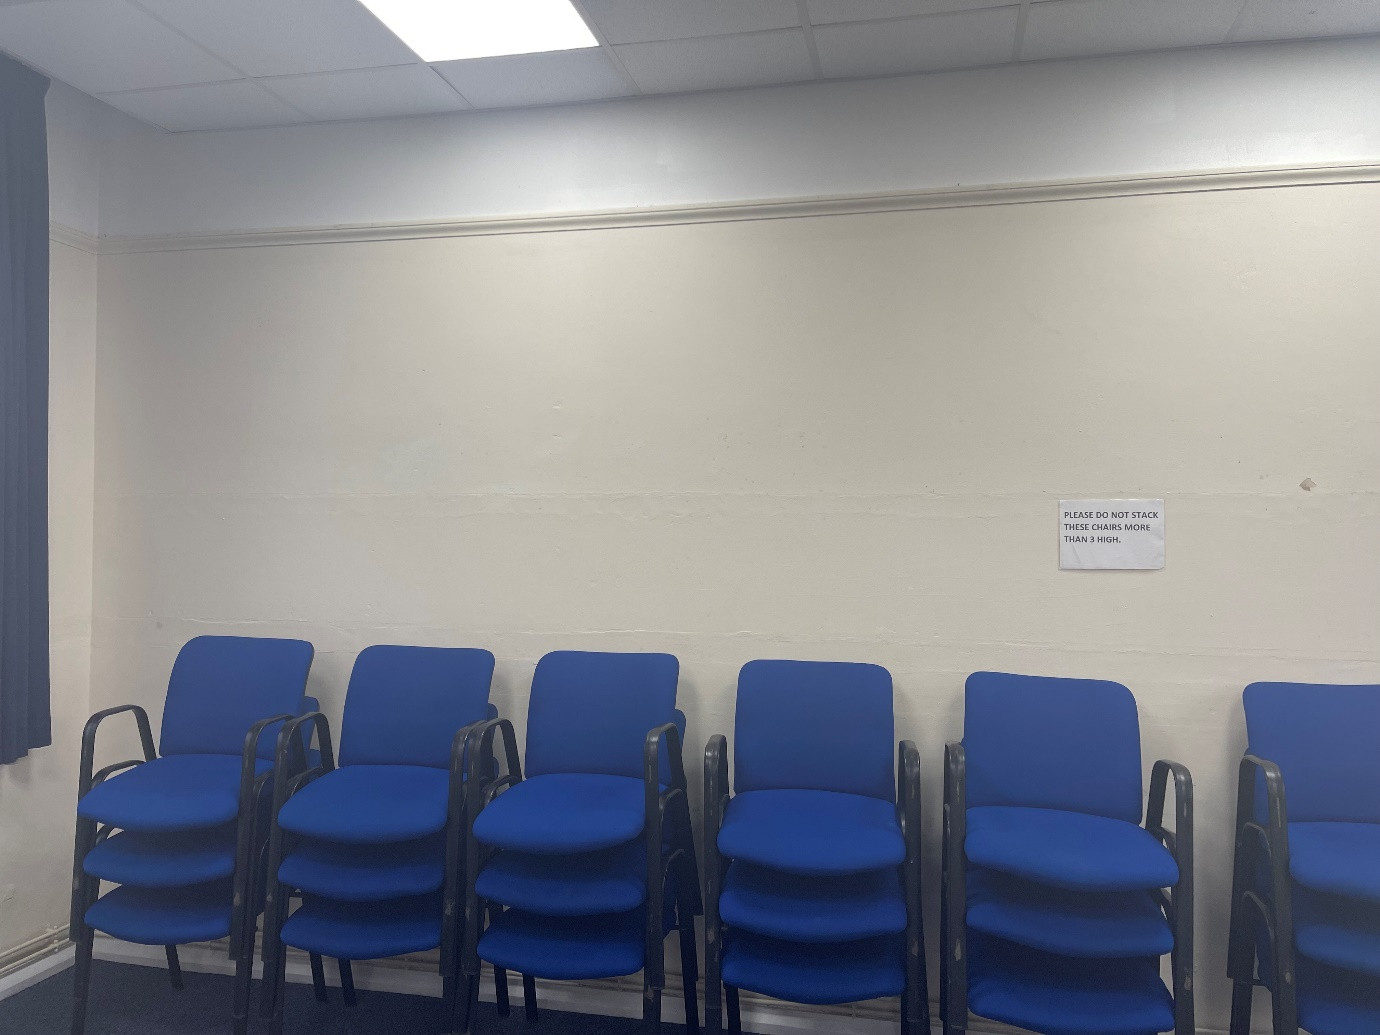 PLEASE DO NOT STACK
THESE CHAIRS MORE
THAN 3 HIGH.